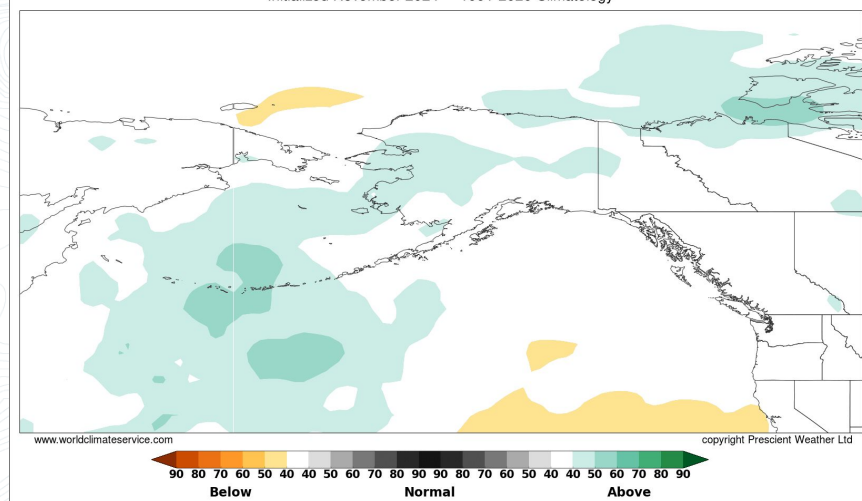 www.worldclimateservice.com
copyright Prescient Weather Ltd
90 80 70 60 50 40 40 50 60 70 80 90 90 80 70 60 50 40 40 50 60 70 80 90
Below Normal Above